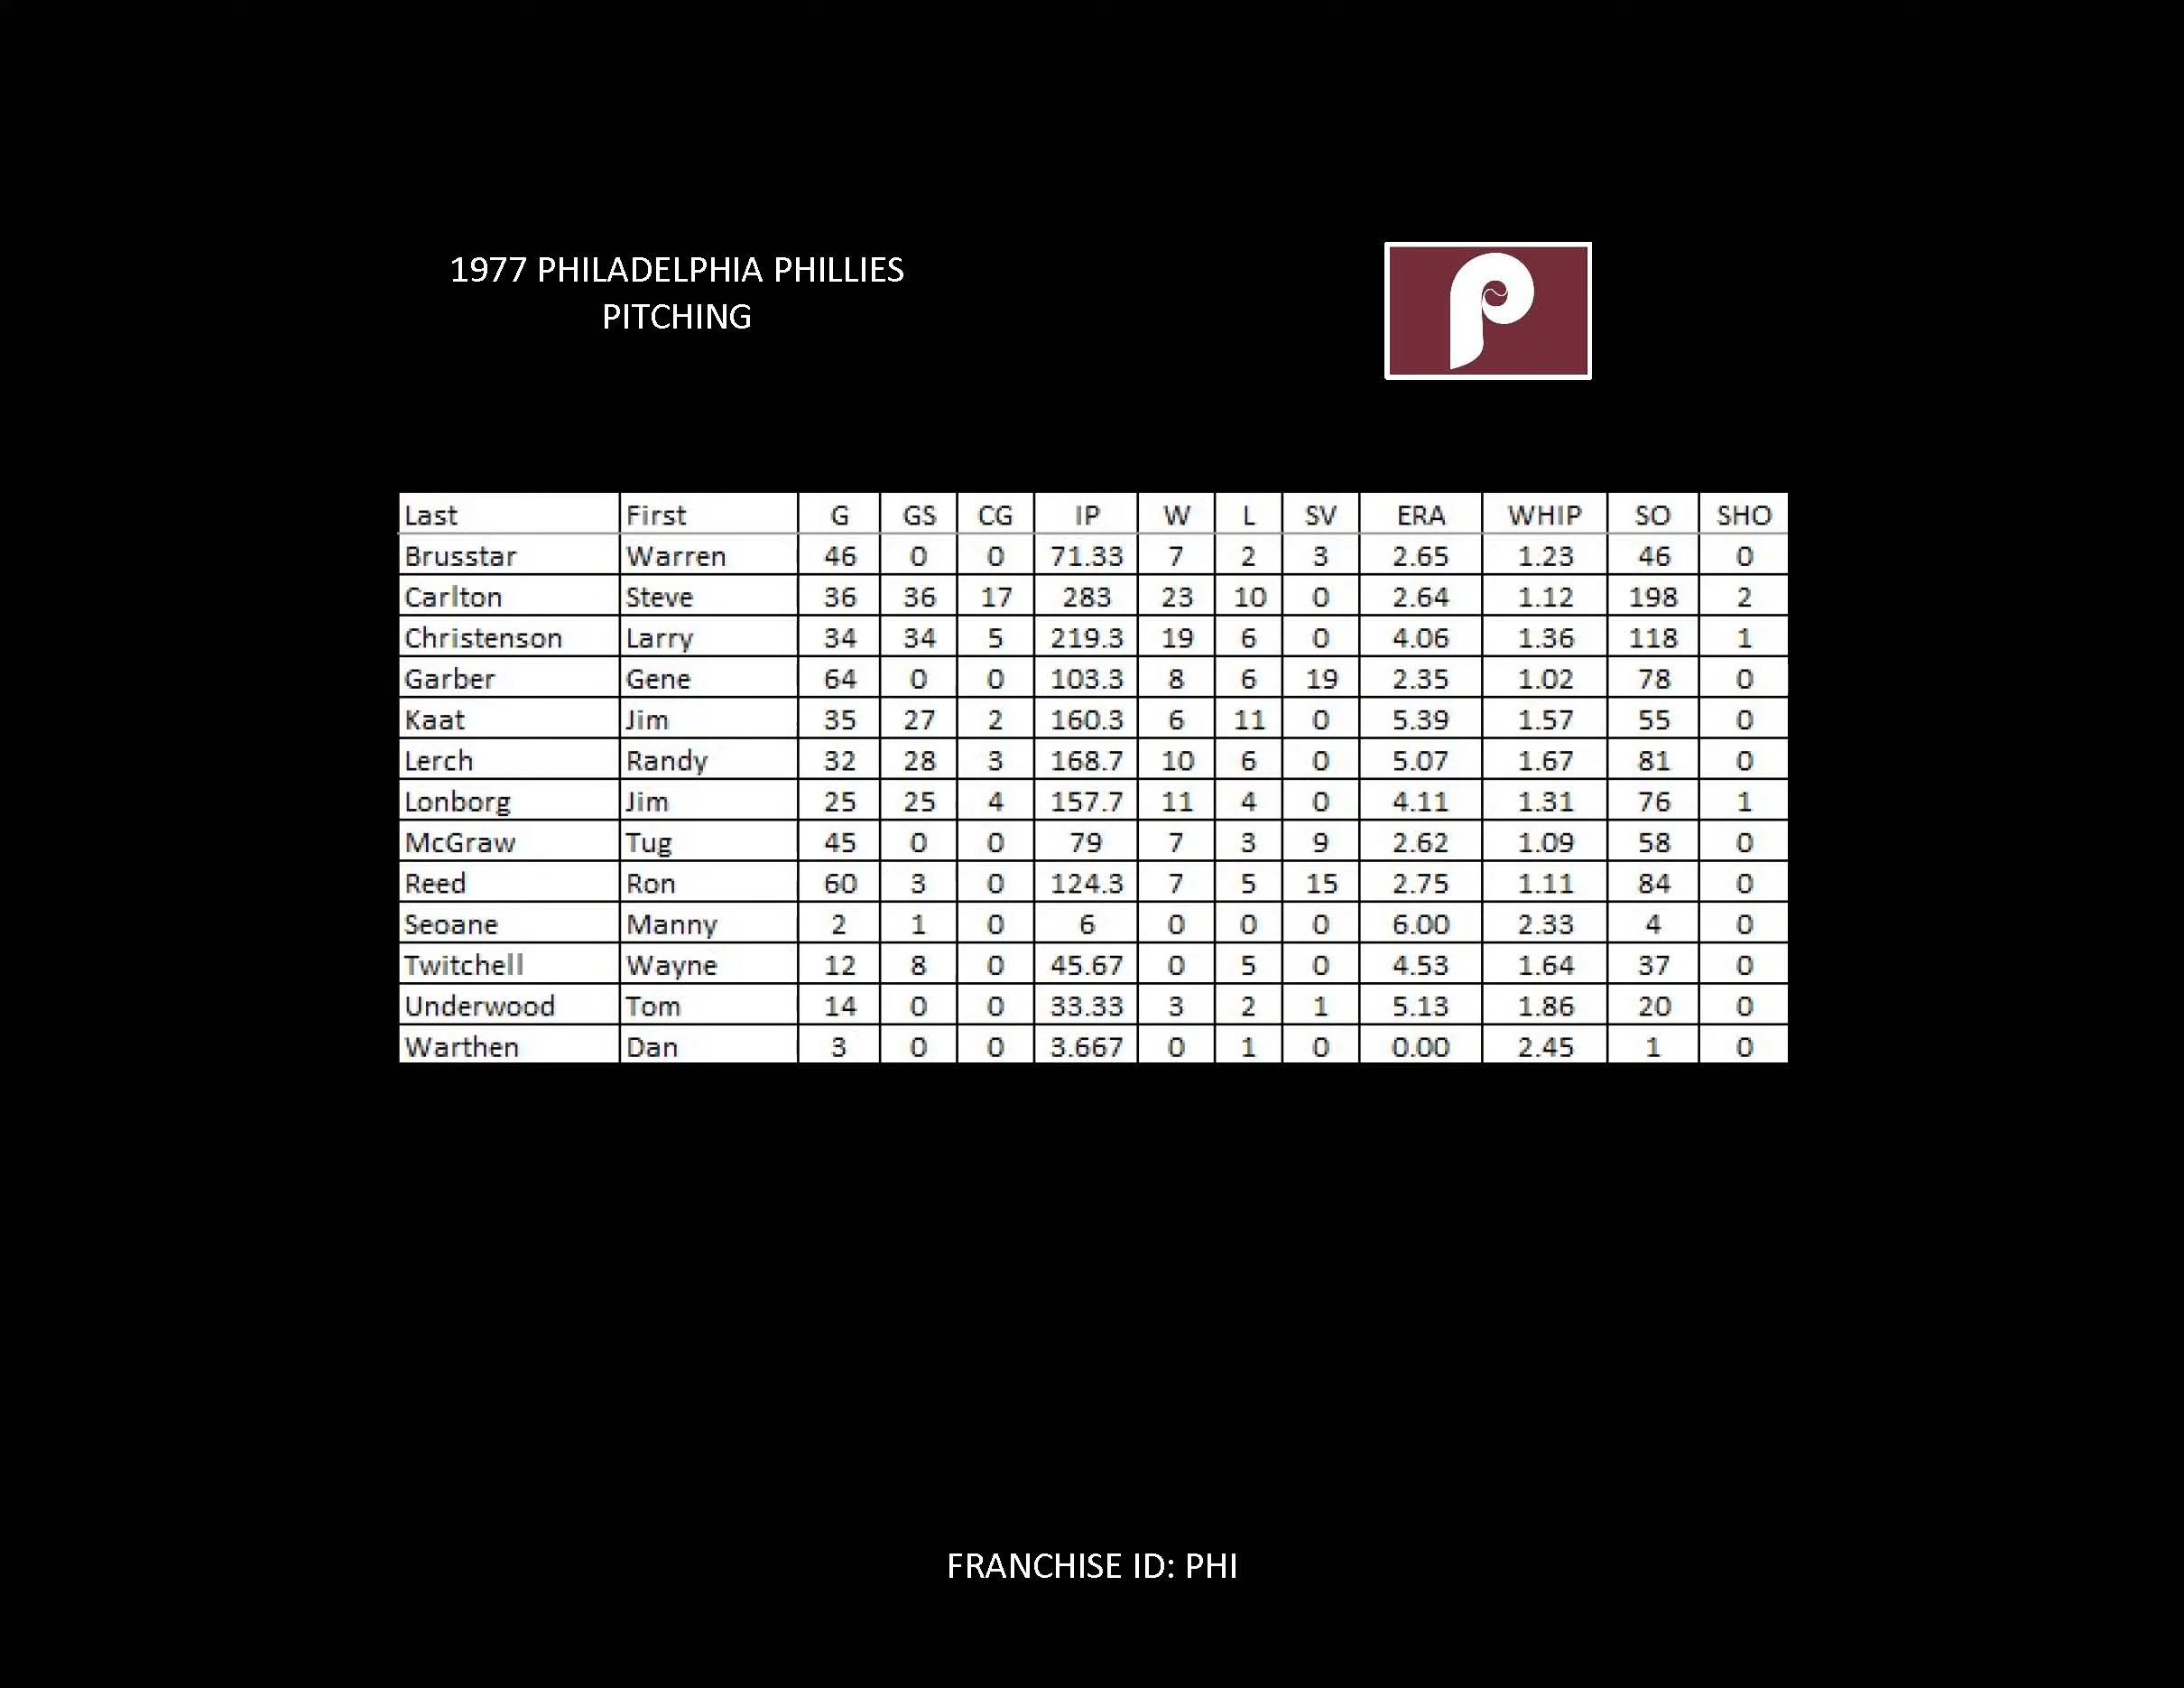 1977 PHILADELPHIA PHILLIES
PITCHING
P
Last First G GS CG IP W L SV ERA WHIP SO SHO
Brusstar Warren 46 0 0 71.33 7 2 3 2.65 1.23 46 0
Carlton Steve 36 36 17 283 23 10 0 2.64 1.12 198 2
Christenson Larry 34 34 5 219.3 19 6 0 4.06 1.36 118 1
Garber Gene 64 0 0 103.3 8 6 19 2.35 1.02 78 0
Kaat Jim 35 27 2 160.3 6 11 0 5.39 1.57 55 0
Lerch Randy 32 28 3 168.7 10 6 0 5.07 1.67 81 0
Lonborg Jim 25 25 4 157.7 11 4 0 4.11 1.31 76 1
McGraw Tug 45 0 0 79 7 3 9 2.62 1.09 58 0
Reed Ron 60 3 0 124.3 7 5 15 2.75 1.11 84 0
Seoane Manny 2 1 0 6 0 0 0 6.00 2.33 4 0
Twitchell Wayne 12 8 0 45.67 0 5 0 4.53 1.64 37 0
Underwood Tom 14 0 0 33.33 3 2 1 5.13 1.86 20 0
Warthen Dan 3 0 0 3.667 0 1 0 0.00 2.45 1 0
FRANCHISE ID: PHI